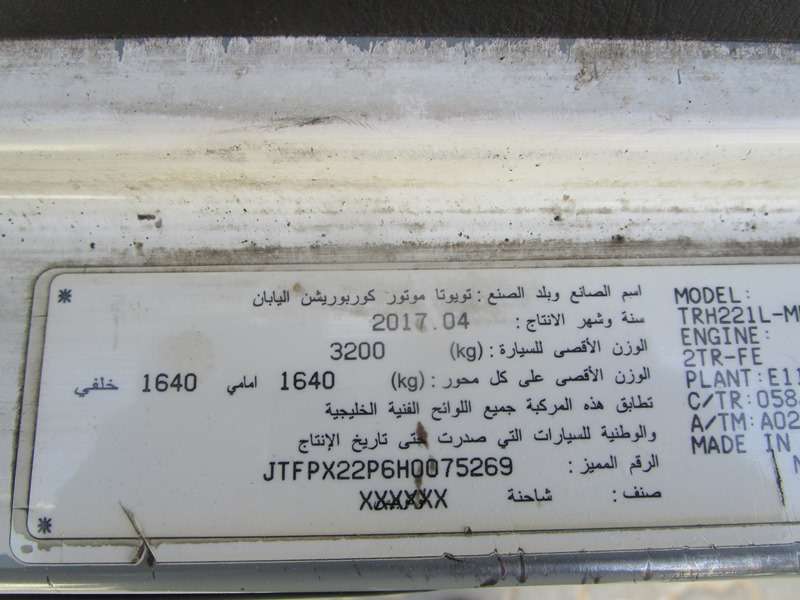 اسم الصانع وبلد الصنع : تويوتا موتور كوربوريشن اليابان
سنة وشهر الانتاج : 2017.04
الوزن الأقصى للسيارة : (kg) 3200
الوزن الأقصى على كل محور : (kg) 1640 امامي 1640 خلفي
تطابق هذه المركبة جميع اللوائح الفنية الخليجية
والوطنية للسيارات التي صدرت حتى تاريخ الإنتاج
الرقم المميز : JTFPX22P6H0075269
صنف : شاحنة XXXXXX
MODEL:
TRH221L-
ENGINE:
2TR-FE
PLANT:E11
C/TR:058
A/TM:A02
MADE IN